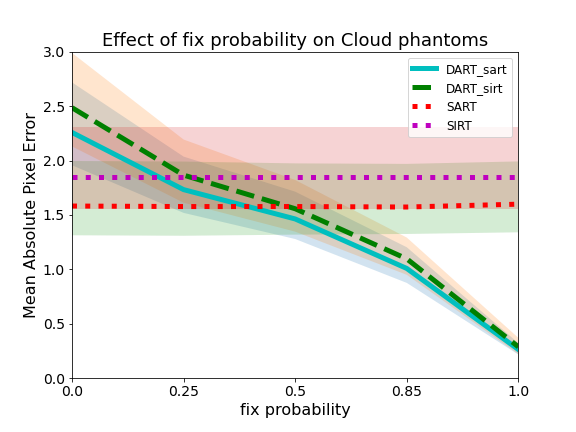 Effect of fix probability on Cloud phantoms
DART_sart
DART_sirt
SART
SIRT
Mean Absolute Pixel Error
3.0
2.5
2.0
1.5
1.0
0.5
0.0
0.0 0.25 0.5 0.85 1.0
fix probability